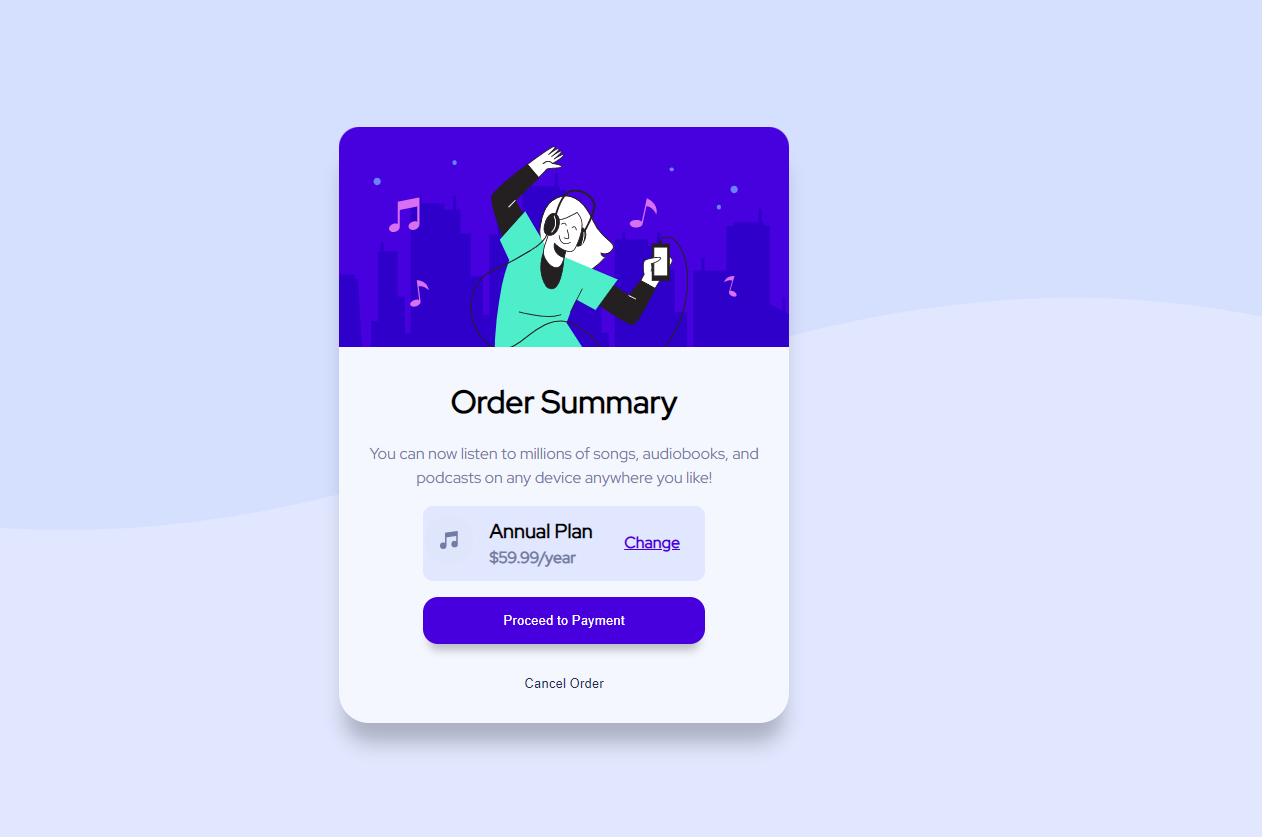 Order Summary
You can now listen to millions of songs, audiobooks, and
podcasts on any device anywhere you like!
Annual Plan
$59.99/year
Change
Proceed to Payment
Cancel Order